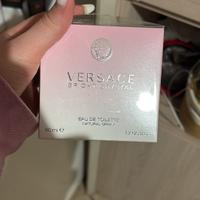 VERSACE
BRIGHT CRYSTAL
EAU DE TOILETTE
NATURAL SPRAY